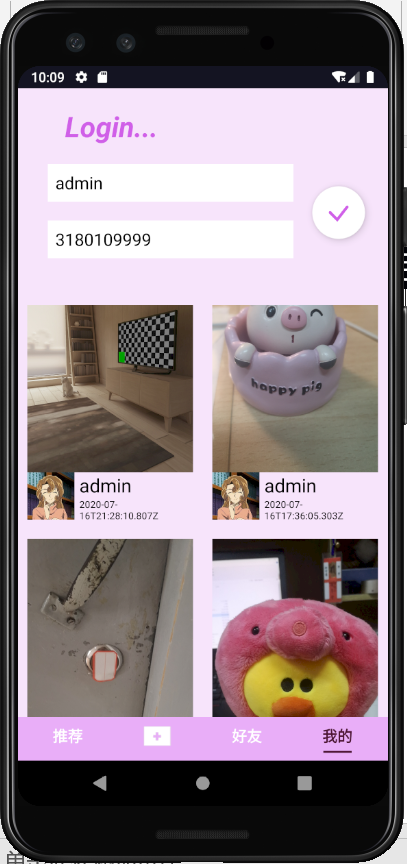 10:09
Login...
admin
3180109999
happy pig
admin
2020-07-
16T21:28:10.807Z
admin
2020-07-
16T17:36:05.303Z
推荐
好友
我的